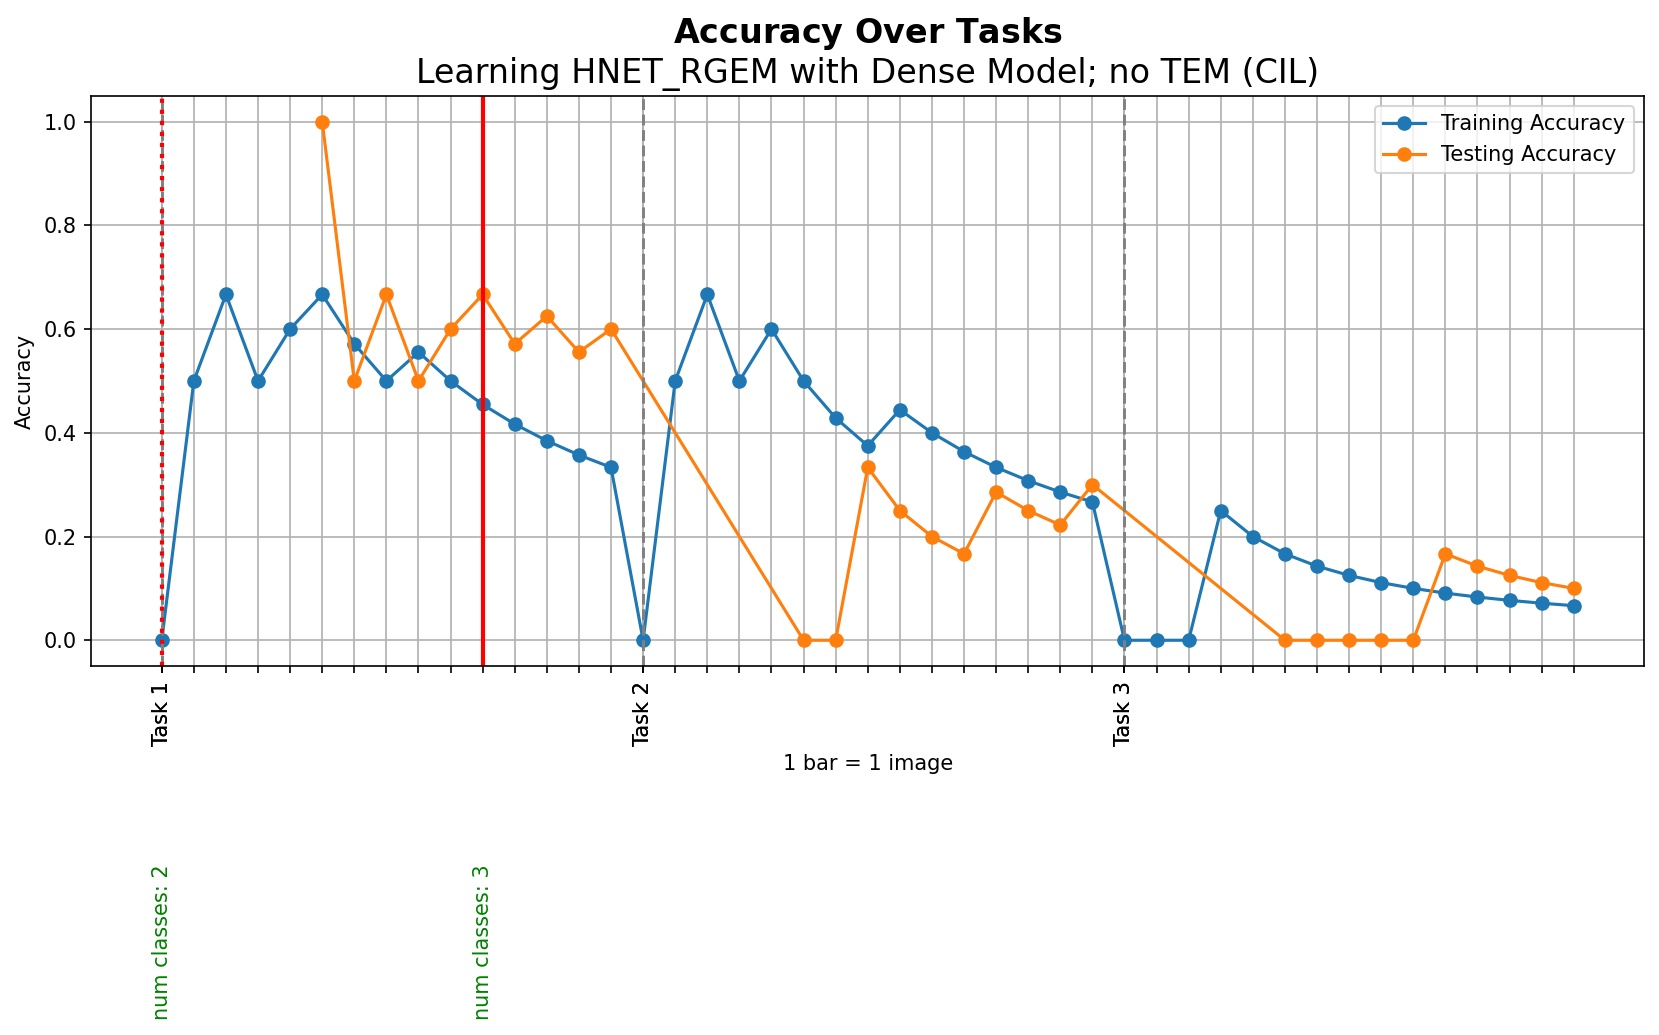 Accuracy Over Tasks
Learning HNET_RGEM with Dense Model; no TEM (CIL)
Training Accuracy
Testing Accuracy
1.0
0.8
0.6
0.4
0.2
0.0
Accuracy
Task 1
Task 2
Task 3
1 bar = 1 image
num classes: 2
num classes: 3